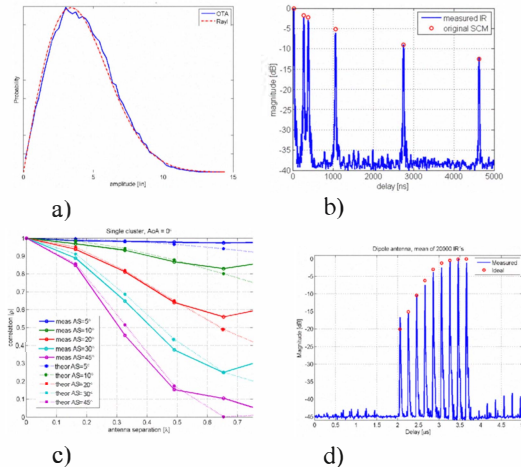 OTA
Rayl
Probability
0
5
10
15
amplitude [lin]
a)
0
-5
-10
-15
-20
-25
-30
-35
-40
magnitude [dB]
measured IR
original SCM
0
1000
2000
3000
4000
5000
delay [ns]
b)
Single cluster, AoA = 0°
1
0.9
0.8
0.7
0.6
0.5
0.4
0.3
0.2
0.1
0
correlation |ρ|
meas AS=5°
meas AS=10°
meas AS=20°
meas AS=30°
meas AS=45°
theor AS=5°
theor AS=10°
theor AS=20°
theor AS=30°
theor AS=45°
0
0.1
0.2
0.3
0.4
0.5
0.6
0.7
antenna separation [λ]
c)
Dipole antenna, mean of 20000 IR's
Measured
Ideal
0
-5
-10
-15
-20
-25
-30
-35
-40
-45
Magnitude [dB]
0
0.5
1
1.5
2
2.5
3
3.5
4
4.5
5
Delay [µs]
d)